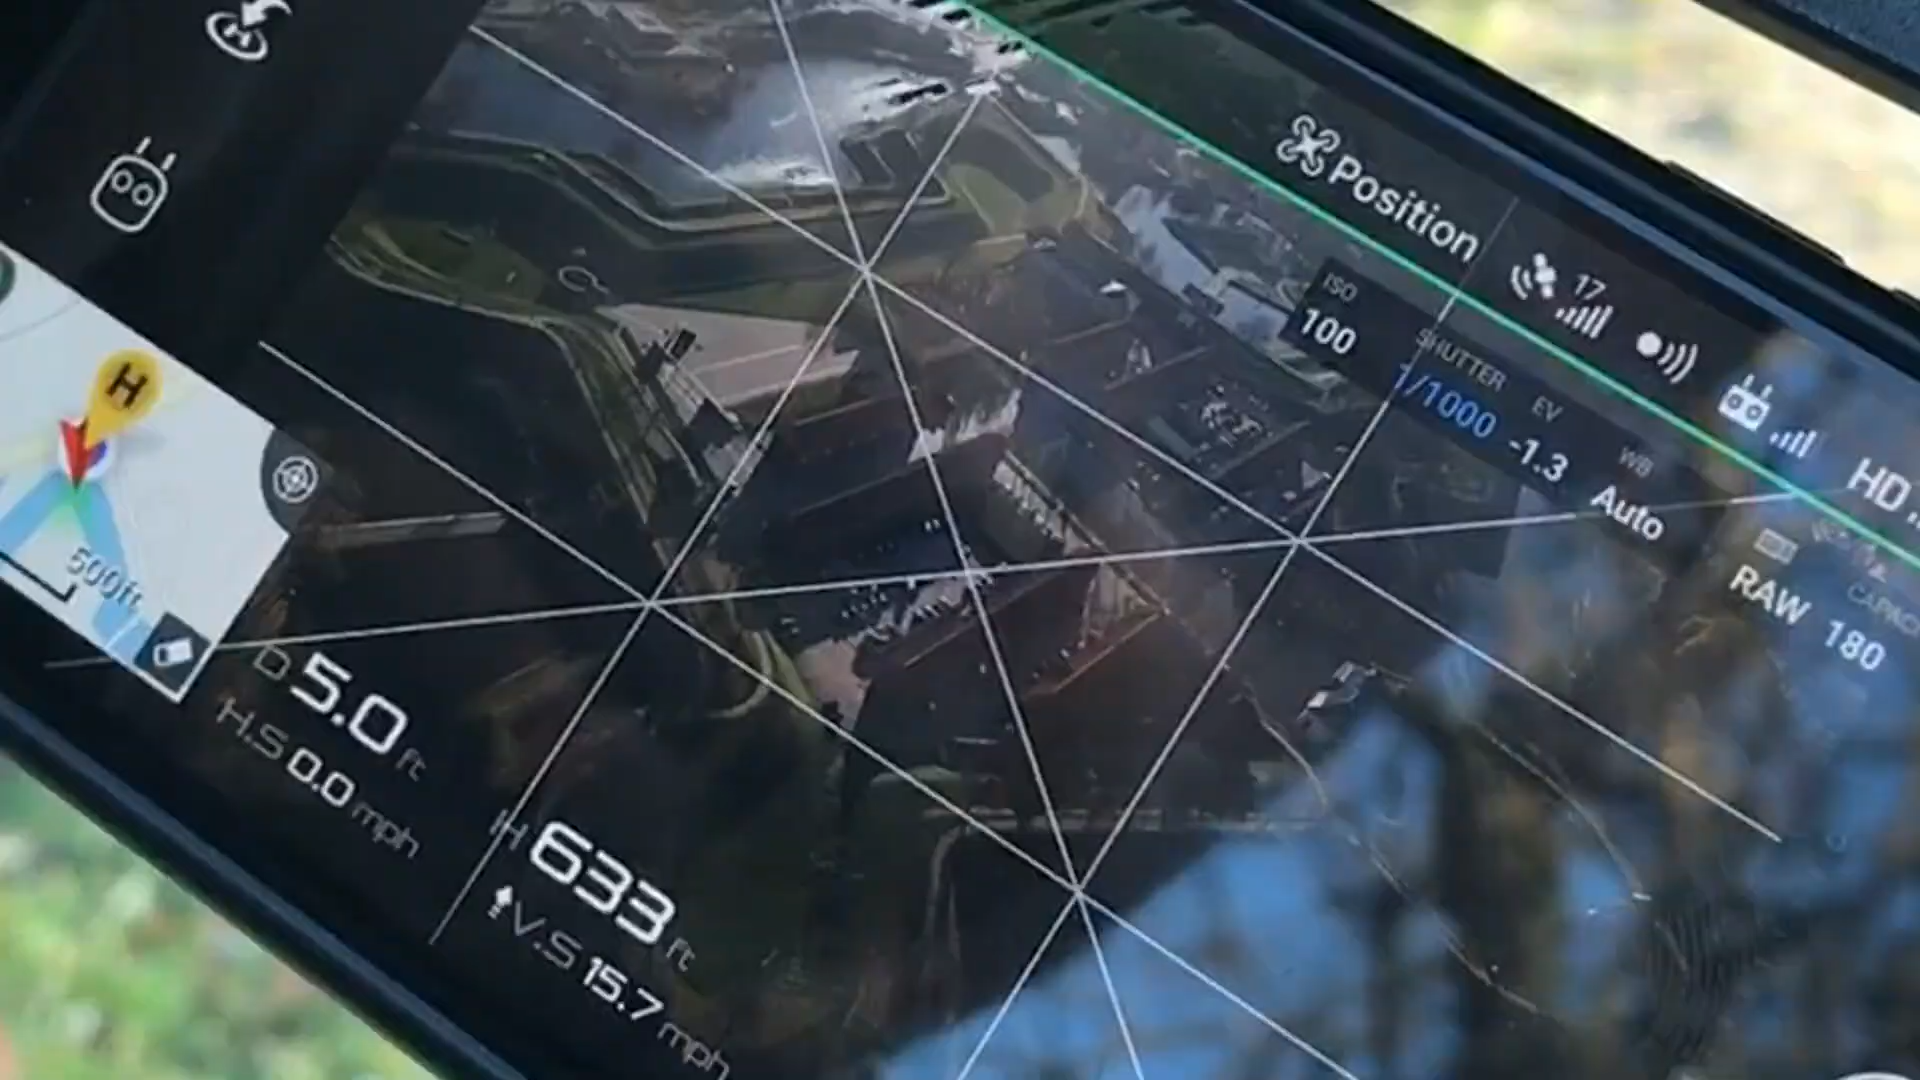 H
Position
17
HD
ISO
100
SHUTTER
1/1000
EV
-1.3
WB
Auto
RAW
180
H
500ft
D 5.0 ft
H.S 0.0 mph
H 633 ft
V.S 15.7 mph